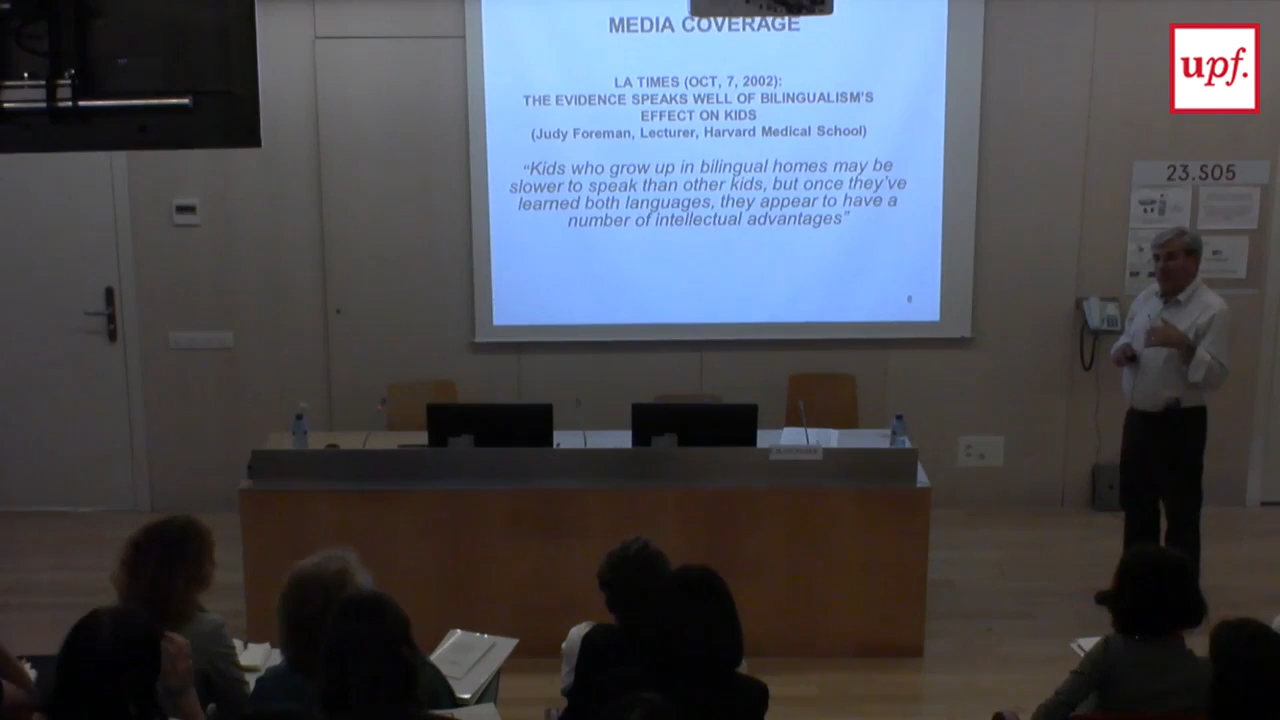 MEDIA COVERAGE
LA TIMES (OCT, 7, 2002):
THE EVIDENCE SPEAKS WELL OF BILINGUALISM'S
EFFECT ON KIDS
(Judy Foreman, Lecturer, Harvard Medical School)
“Kids who grow up in bilingual homes may be
slower to speak than other kids, but once they've
learned both languages, they appear to have a
number of intellectual advantages”
6
upf.
23.S05